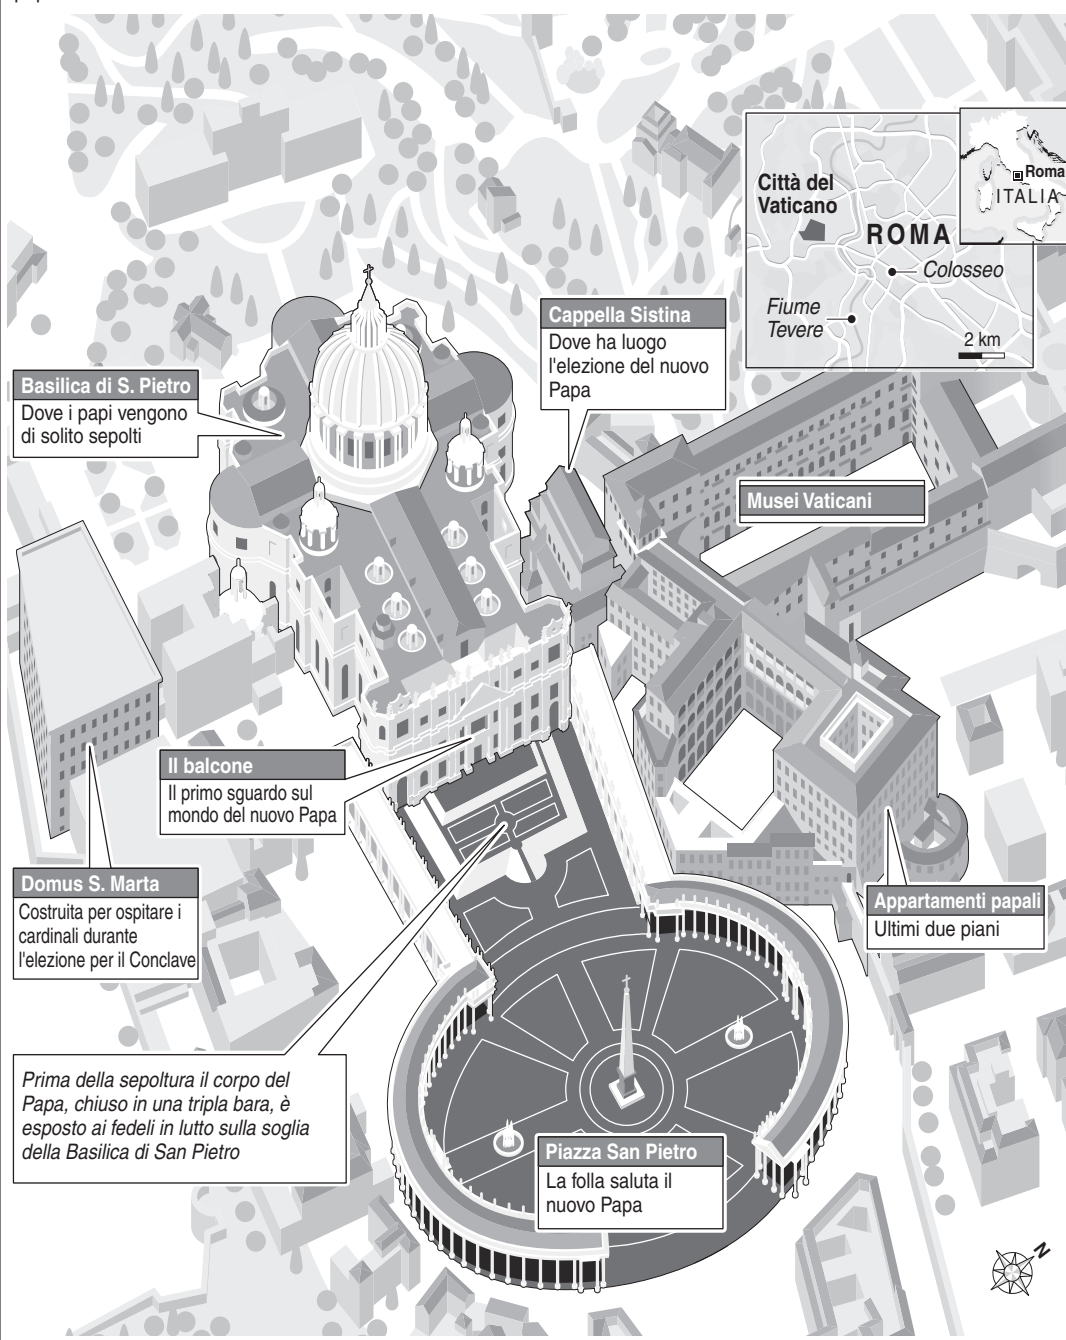 Città del
Vaticano
ROMA
Colosseo
Fiume
Tevere
2 km
Roma
ITALIA
Cappella Sistina
Dove ha luogo
l'elezione del nuovo
Papa
Basilica di S. Pietro
Dove i papi vengono
di solito sepolti
Musei Vaticani
Il balcone
Il primo sguardo sul
mondo del nuovo Papa
Domus S. Marta
Costruita per ospitare i
cardinali durante
l'elezione per il Conclave
Appartamenti papali
Ultimi due piani
Prima della sepoltura il corpo del
Papa, chiuso in una tripla bara, è
esposto ai fedeli in lutto sulla soglia
della Basilica di San Pietro
Piazza San Pietro
La folla saluta il
nuovo Papa
N